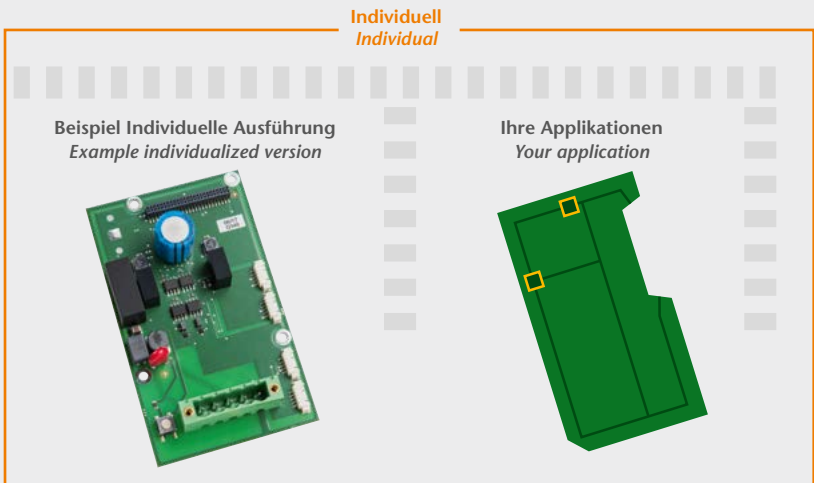 Individuell
Individual
Beispiel Individuelle Ausführung
Example individualized version
Ihre Applikationen
Your application